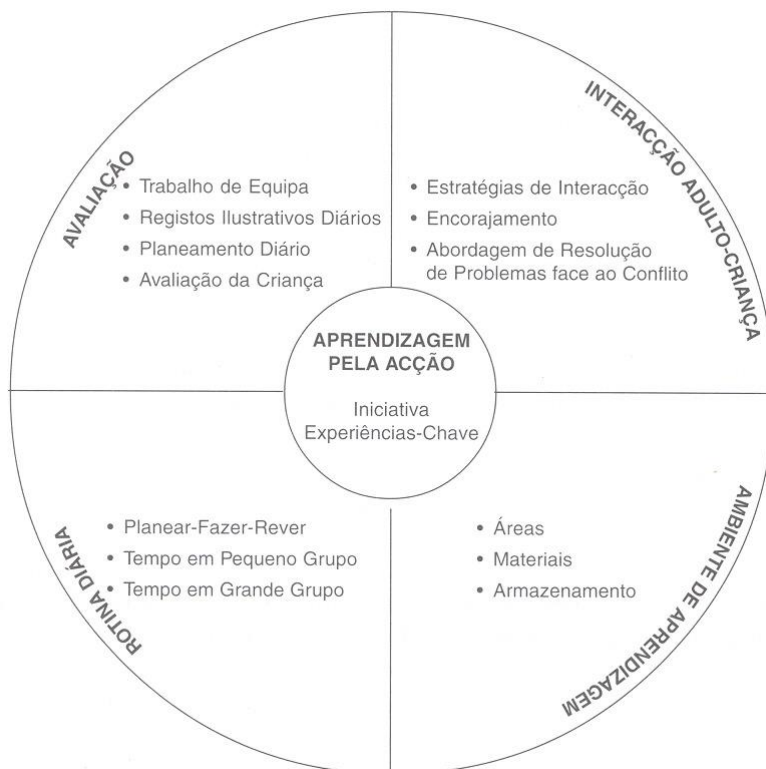 AVALIAÇÃO
• Trabalho de Equipa
• Registos Ilustrativos Diários
• Planeamento Diário
• Avaliação da Criança
INTERACÇÃO ADULTO-CRIANÇA
• Estratégias de Interacção
• Encorajamento
• Abordagem de Resolução
de Problemas face ao Conflito
APRENDIZAGEM
PELA ACÇÃO
Iniciativa
Experiências-Chave
ROTINA DIÁRIA
• Planear-Fazer-Rever
• Tempo em Pequeno Grupo
• Tempo em Grande Grupo
AMBIENTE DE APRENDIZAGEM
• Áreas
• Materiais
• Armazenamento